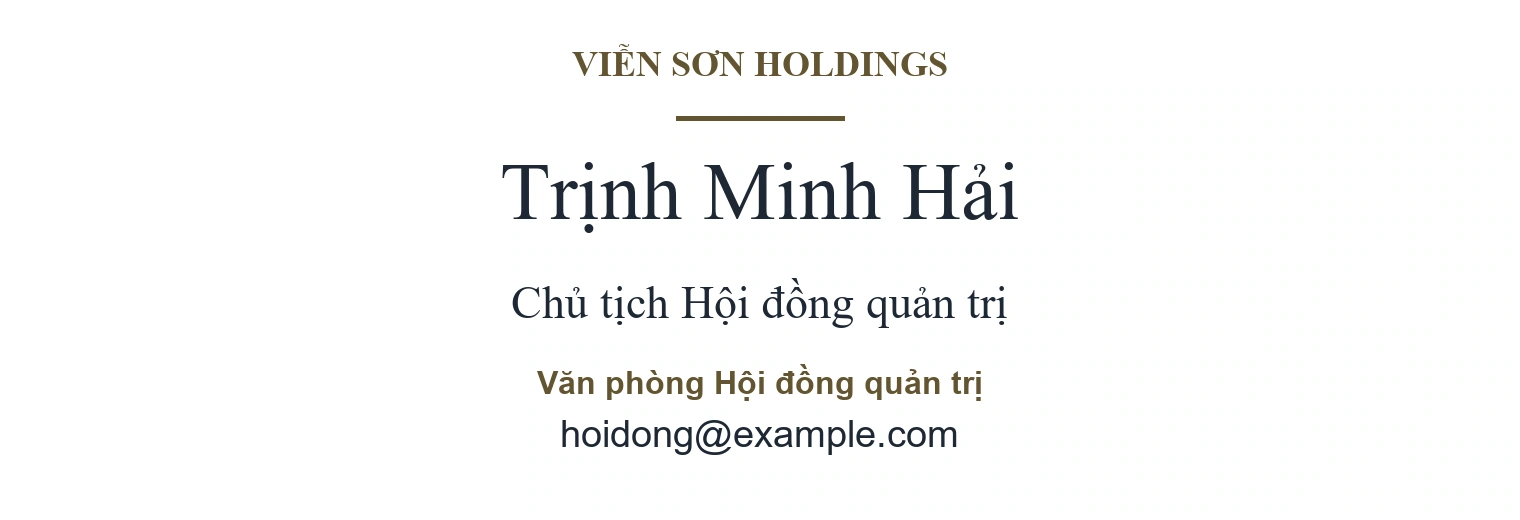 VIỄN SƠN HOLDINGS
Trịnh Minh Hải
Chủ tịch Hội đồng quản trị
Văn phòng Hội đồng quản trị
hoidong@example.com